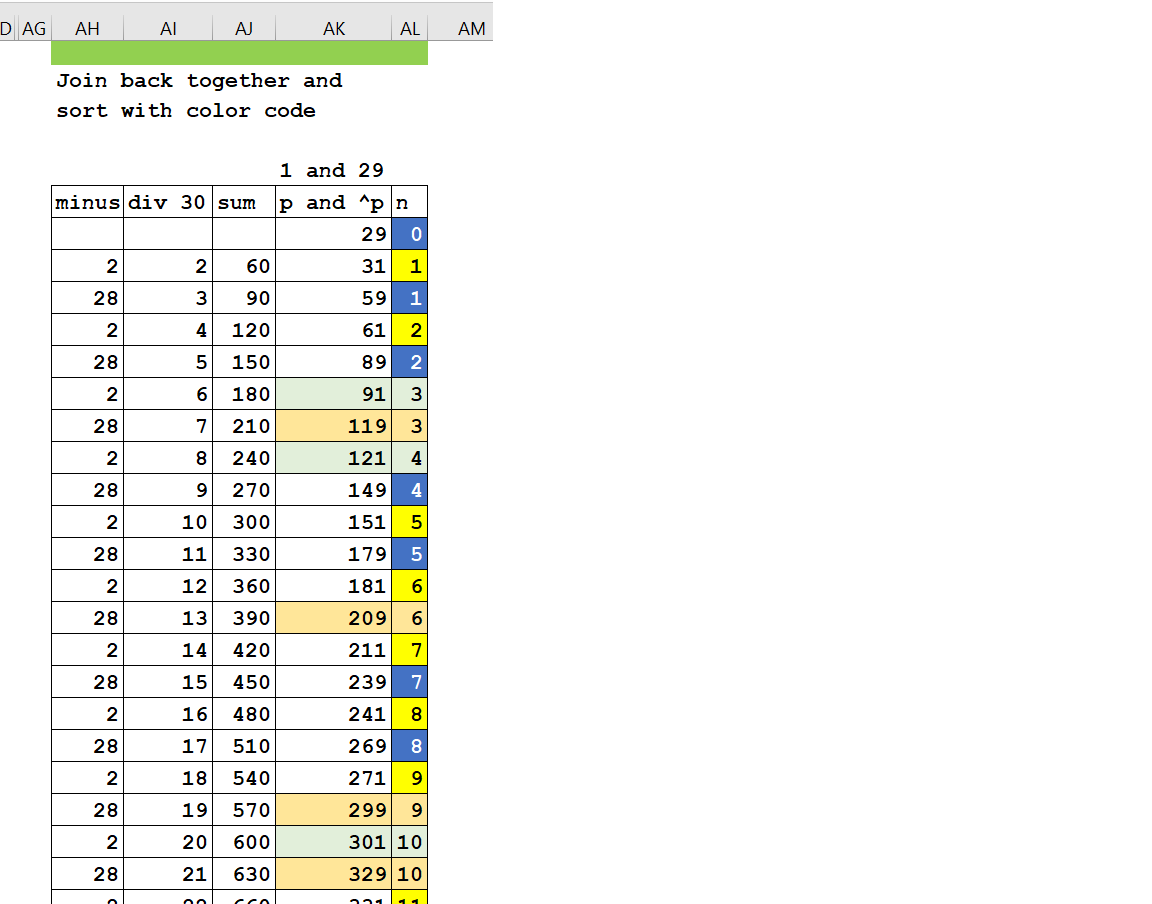 D AG AH AI AJ AK AL AM
Join back together and
sort with color code
1 and 29
minus div 30 sum p and ^p n
29 0
2 2 60 31 1
28 3 90 59 1
2 4 120 61 2
28 5 150 89 2
2 6 180 91 3
28 7 210 119 3
2 8 240 121 4
28 9 270 149 4
2 10 300 151 5
28 11 330 179 5
2 12 360 181 6
28 13 390 209 6
2 14 420 211 7
28 15 450 239 7
2 16 480 241 8
28 17 510 269 8
2 18 540 271 9
28 19 570 299 9
2 20 600 301 10
28 21 630 329 10